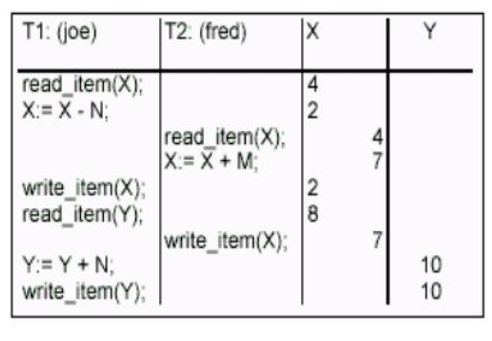 T1: (joe) T2: (fred) X Y
read_item(X); 4
X:= X - N; 2
read_item(X); 4
X:= X + M; 7
write_item(X); 2
read_item(Y); 8
write_item(X); 7
Y:= Y + N; 10
write_item(Y); 10